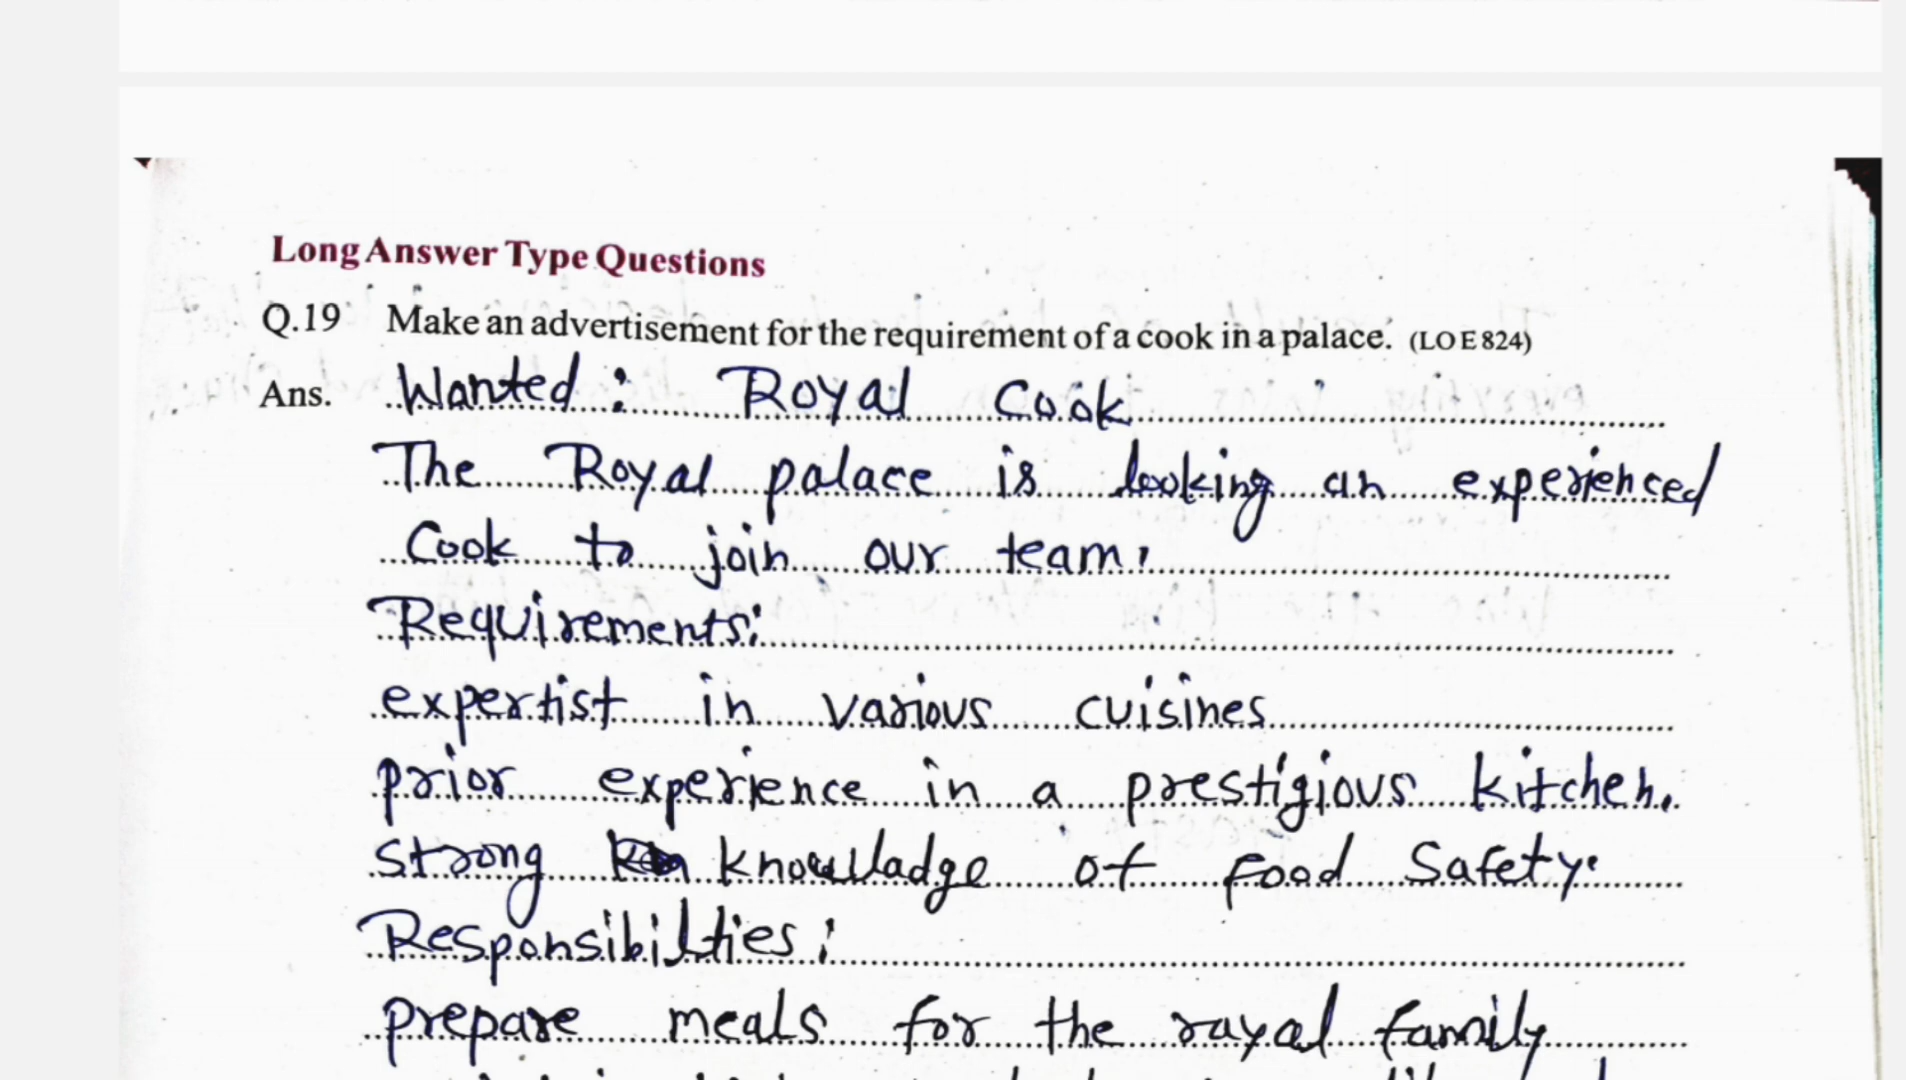 Long Answer Type Questions
Q.19 Make an advertisement for the requirement of a cook in a palace. (LO E 824)
Ans. Wanted : Royal Cook
The Royal palace is looking an experienced
Cook to join our team.
Requirements:
expertist in various cuisines
prior experience in a prestigious kitchen.
strong knowlladge of food Safety.
Responsibilties :
prepare meals for the rayal family